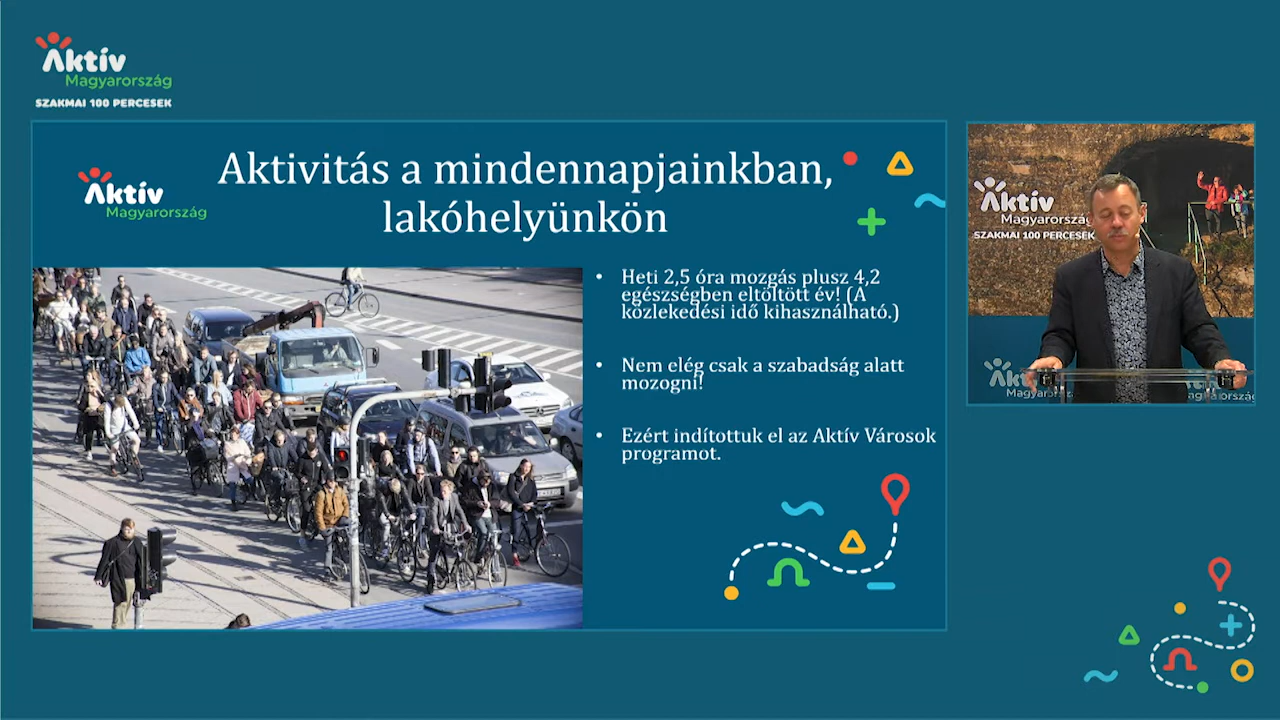 Aktív
Magyarország
SZAKMAI 100 PERCESEK
Aktív
Magyarország
Aktivitás a mindennapjainkban,
lakóhelyünkön
• Heti 2,5 óra mozgás plusz 4,2
egészségben eltöltött év! (A
közlekedési idő kihasználható.)
• Nem elég csak a szabadság alatt
mozogni!
• Ezért indítottuk el az Aktív Városok
programot.
Aktív
Magyarország
SZAKMAI 100 PERCESEK
Aktív
Magyarország